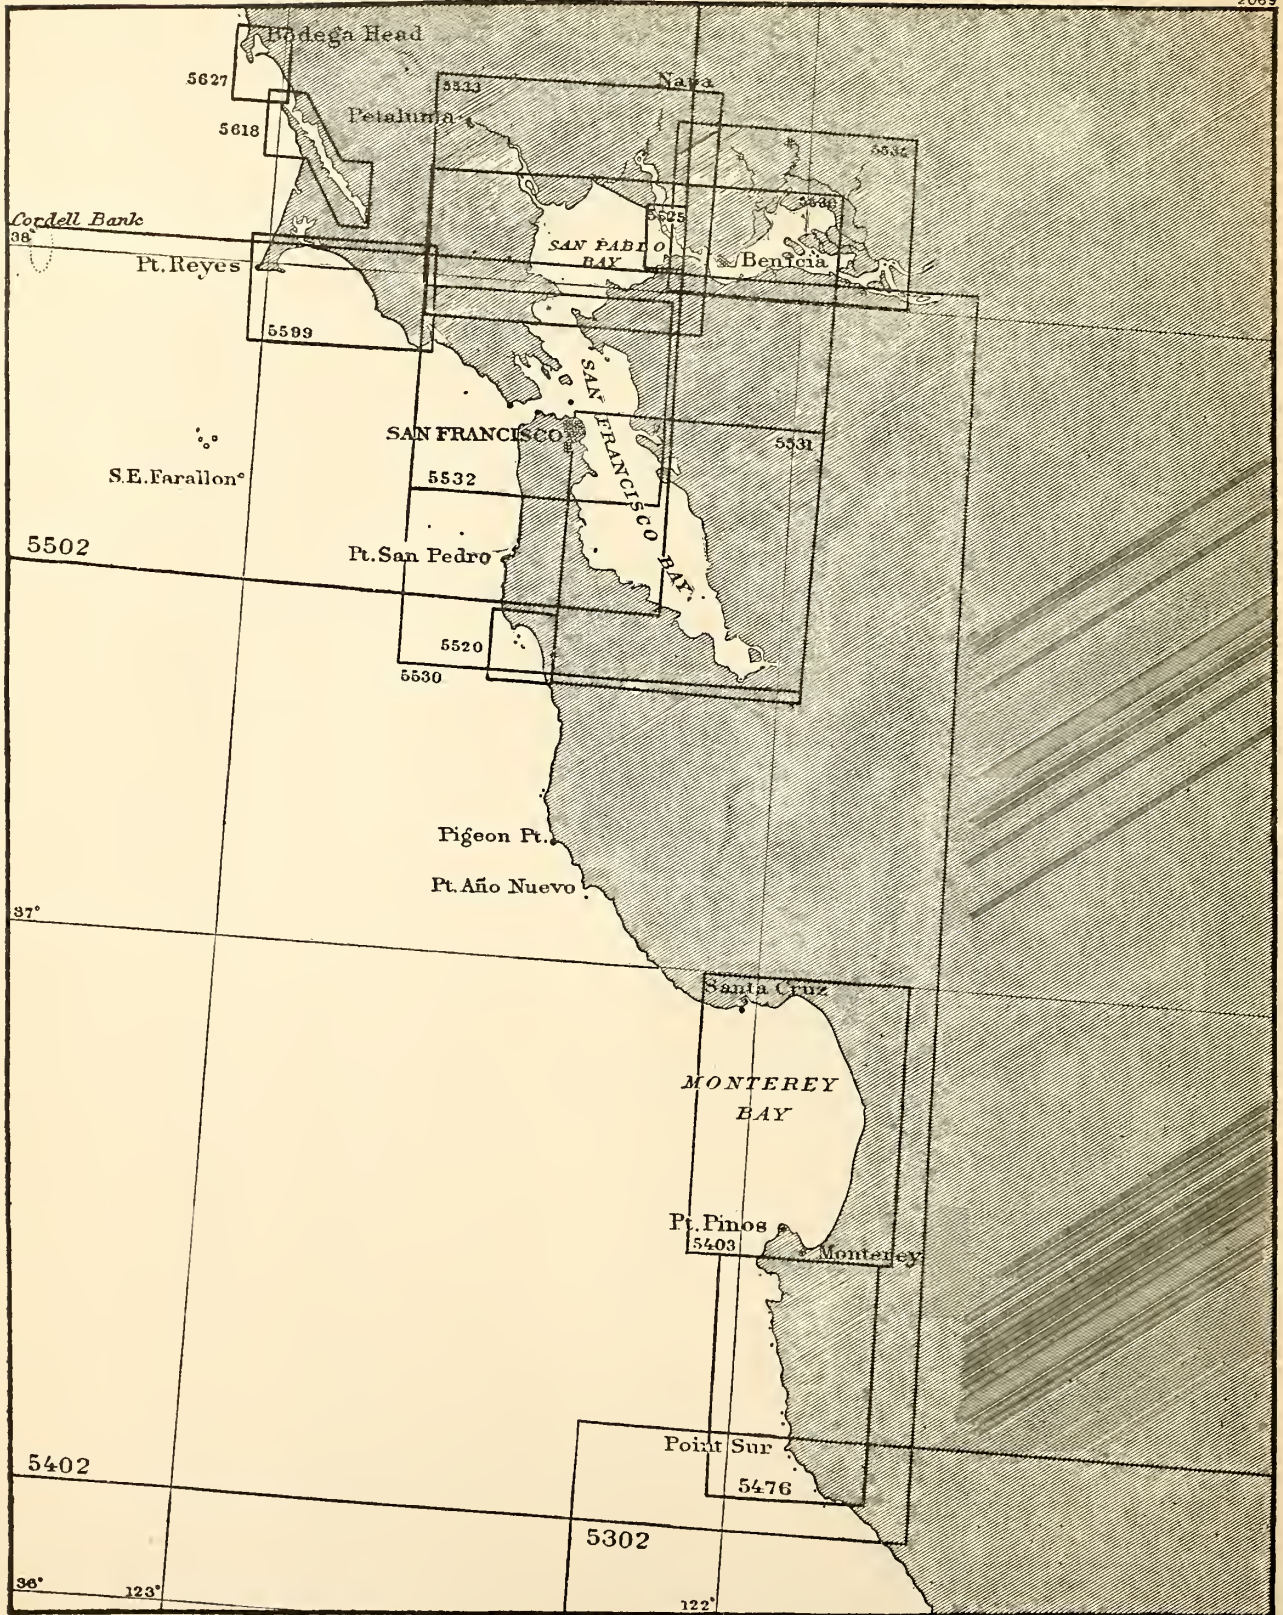 2069
Bodega Head
5627
5533
Napa
Petaluma
5618
5534
5536
5525
Cordell Bank
38°
SAN PABLO
BAY
Benicia
Pt. Reyes
5599
SAN FRANCISCO BAY
SAN FRANCISCO
5531
S.E. Farallon
5532
5502
Pt. San Pedro
5520
5530
Pigeon Pt.
Pt. Año Nuevo
37°
Santa Cruz
MONTEREY
BAY
Pt. Pinos
5403
Monterey
Point Sur
5402
5476
5302
36°
123°
122°